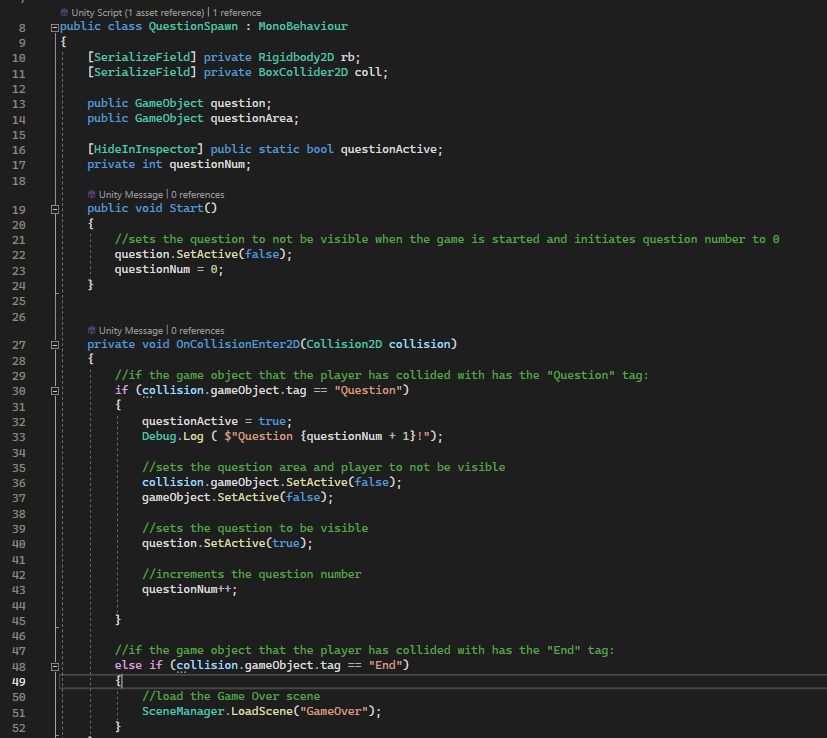 7
Unity Script (1 asset reference) | 1 reference
8 public class QuestionSpawn : MonoBehaviour
9 {
10 [SerializeField] private Rigidbody2D rb;
11 [SerializeField] private BoxCollider2D coll;
12
13 public GameObject question;
14 public GameObject questionArea;
15
16 [HideInInspector] public static bool questionActive;
17 private int questionNum;
18
Unity Message | 0 references
19 public void Start()
20 {
21 //sets the question to not be visible when the game is started and initiates question number to 0
22 question.SetActive(false);
23 questionNum = 0;
24 }
25
26
Unity Message | 0 references
27 private void OnCollisionEnter2D(Collision2D collision)
28 {
29 //if the game object that the player has collided with has the "Question" tag:
30 if (collision.gameObject.tag == "Question")
31 {
32 questionActive = true;
33 Debug.Log ( $"Question {questionNum + 1}!");
34
35 //sets the question area and player to not be visible
36 collision.gameObject.SetActive(false);
37 gameObject.SetActive(false);
38
39 //sets the question to be visible
40 question.SetActive(true);
41
42 //increments the question number
43 questionNum++;
44
45 }
46
47 //if the game object that the player has collided with has the "End" tag:
48 else if (collision.gameObject.tag == "End")
49 {
50 //load the Game Over scene
51 SceneManager.LoadScene("GameOver");
52 }